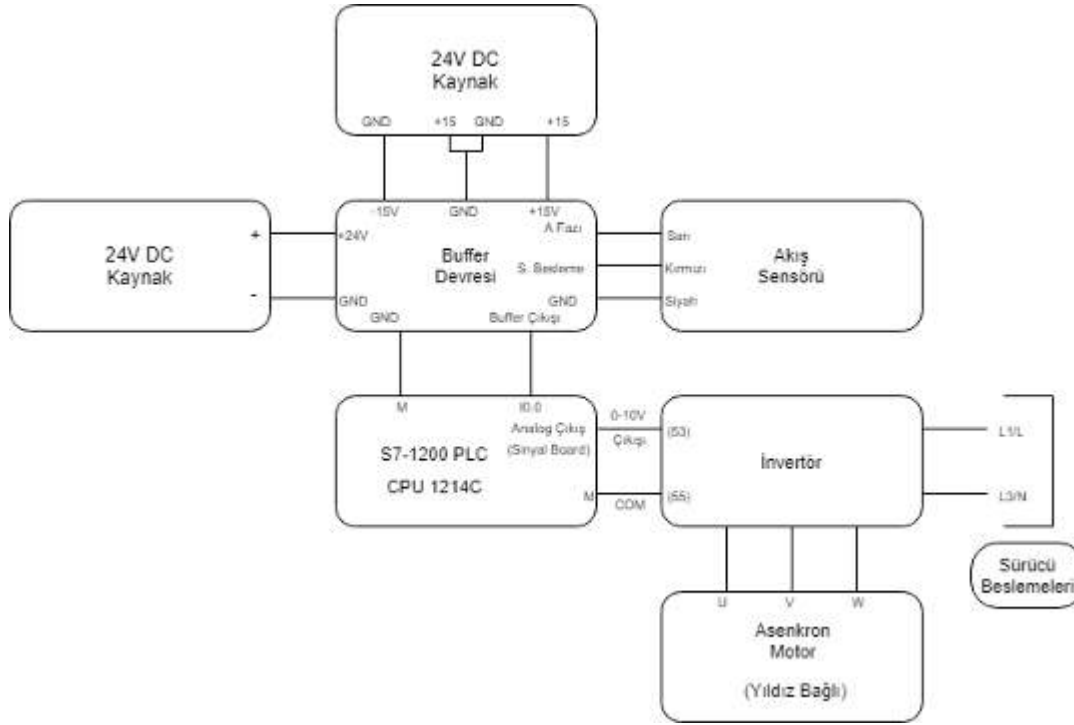 24V DC
Kaynak
GND +15 GND +15
-15V GND +15V
24V DC
Kaynak
+
-
+24V
GND
GND
Buffer
Devresi
A Fazı
S. Besleme
GND
Buffer Çıkışı
Sarı
Kırmızı
Siyah
Akış
Sensörü
M I0.0
Analog Çıkış
(Sinyal Board)
S7-1200 PLC
CPU 1214C
M
0-10V
Çıkışı
COM
(53)
(55)
İnvertör
L1/L
L3/N
Sürücü
Beslemeleri
U V W
Asenkron
Motor
(Yıldız Bağlı)